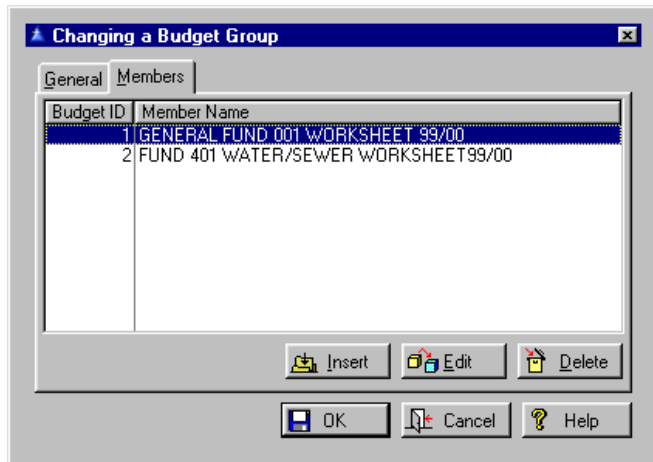 Changing a Budget Group
General Members
Budget ID Member Name
1 GENERAL FUND 001 WORKSHEET 99/00
2 FUND 401 WATER/SEWER WORKSHEET99/00
Insert Edit Delete
OK Cancel Help